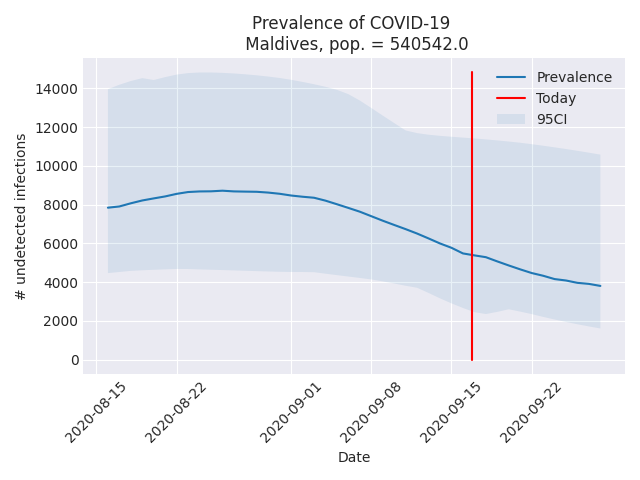 Prevalence of COVID-19
Maldives, pop. = 540542.0
Prevalence
Today
95CI
# undetected infections
14000
12000
10000
8000
6000
4000
2000
0
2020-08-15
2020-08-22
2020-09-01
2020-09-08
2020-09-15
2020-09-22
Date